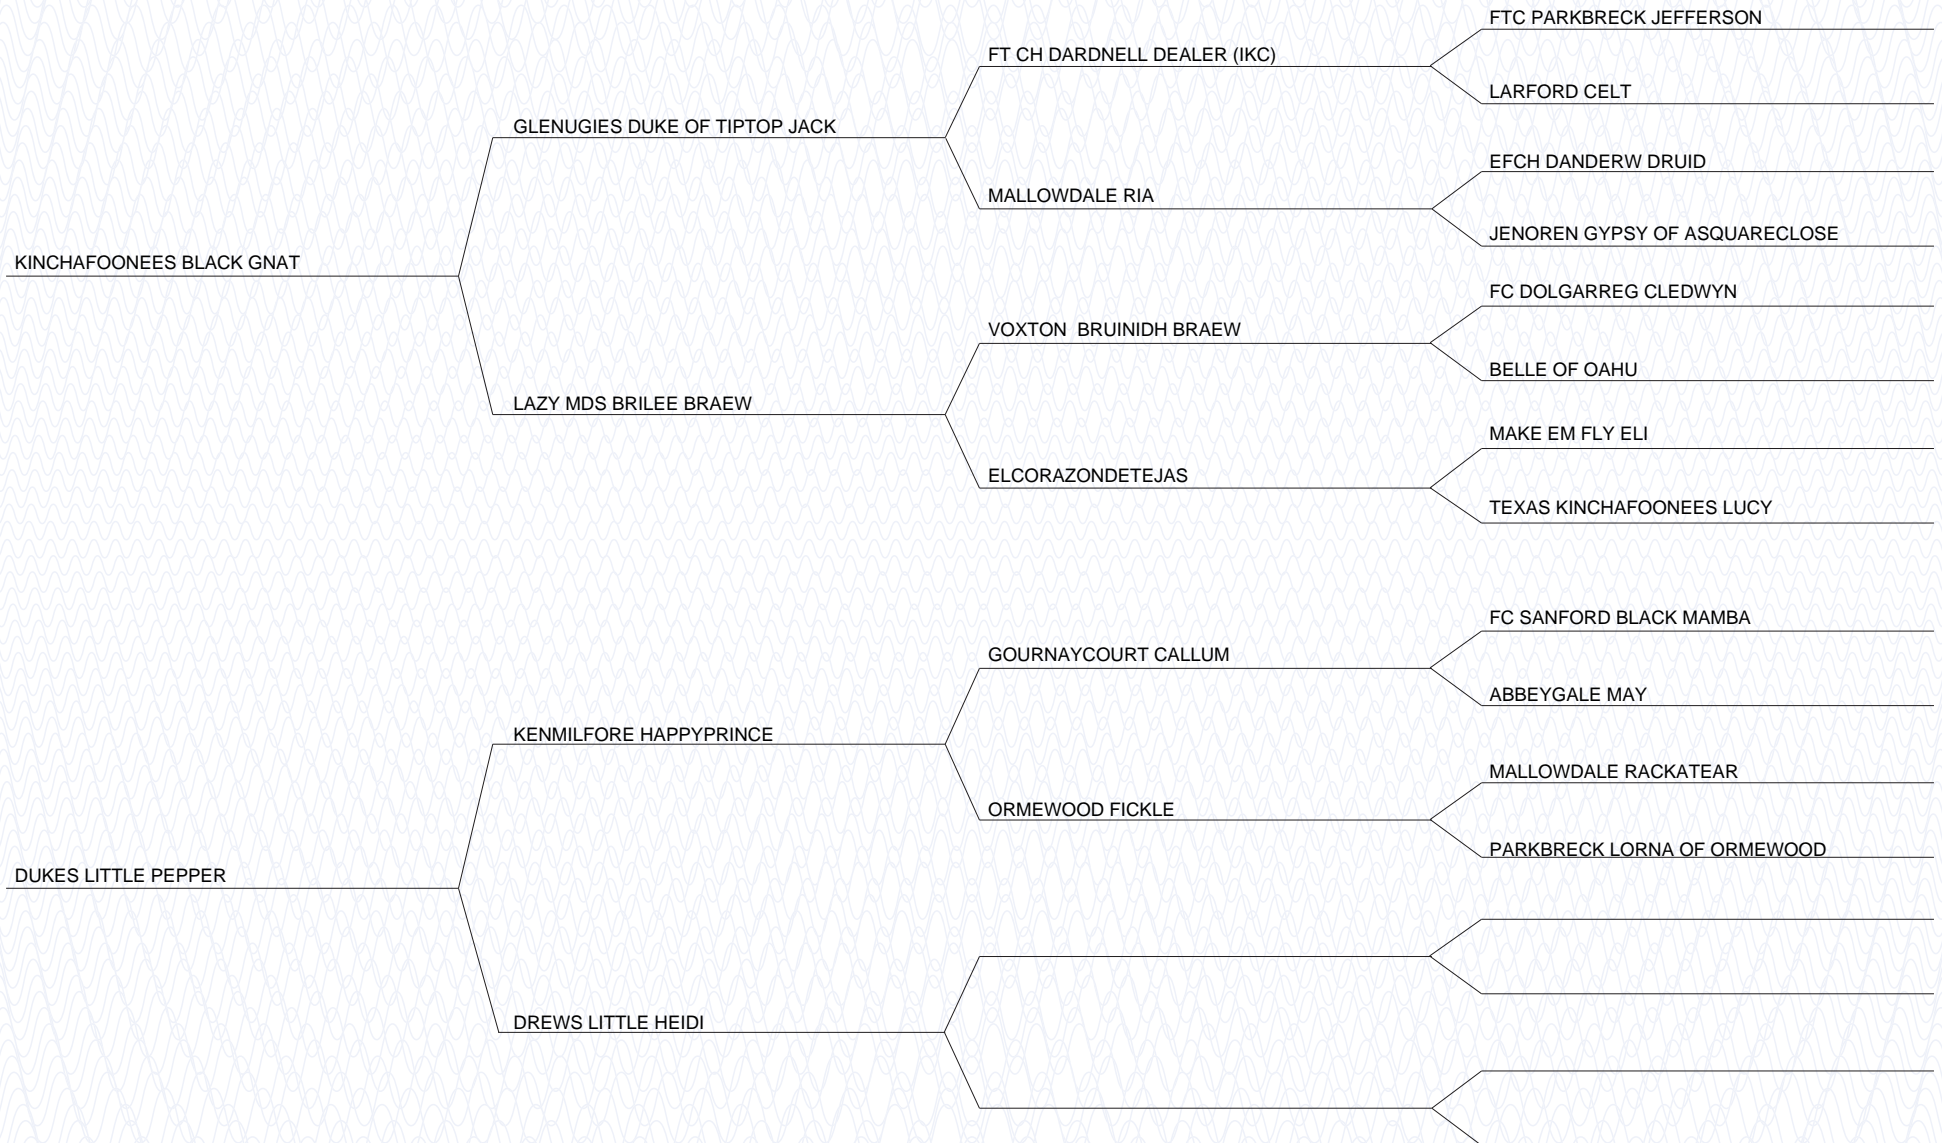 FTC PARKBRECK JEFFERSON
FT CH DARDNELL DEALER (IKC)
LARFORD CELT
GLENUGIES DUKE OF TIPTOP JACK
EFCH DANDERW DRUID
MALLOWDALE RIA
JENOREN GYPSY OF ASQUARECLOSE
KINCHAFOONEES BLACK GNAT
FC DOLGARREG CLEDWYN
VOXTON  BRUINIDH BRAEW
BELLE OF OAHU
LAZY MDS BRILEE BRAEW
MAKE EM FLY ELI
ELCORAZONDETEJAS
TEXAS KINCHAFOONEES LUCY
FC SANFORD BLACK MAMBA
GOURNAYCOURT CALLUM
ABBEYGALE MAY
KENMILFORE HAPPYPRINCE
MALLOWDALE RACKATEAR
ORMEWOOD FICKLE
PARKBRECK LORNA OF ORMEWOOD
DUKES LITTLE PEPPER
DREWS LITTLE HEIDI